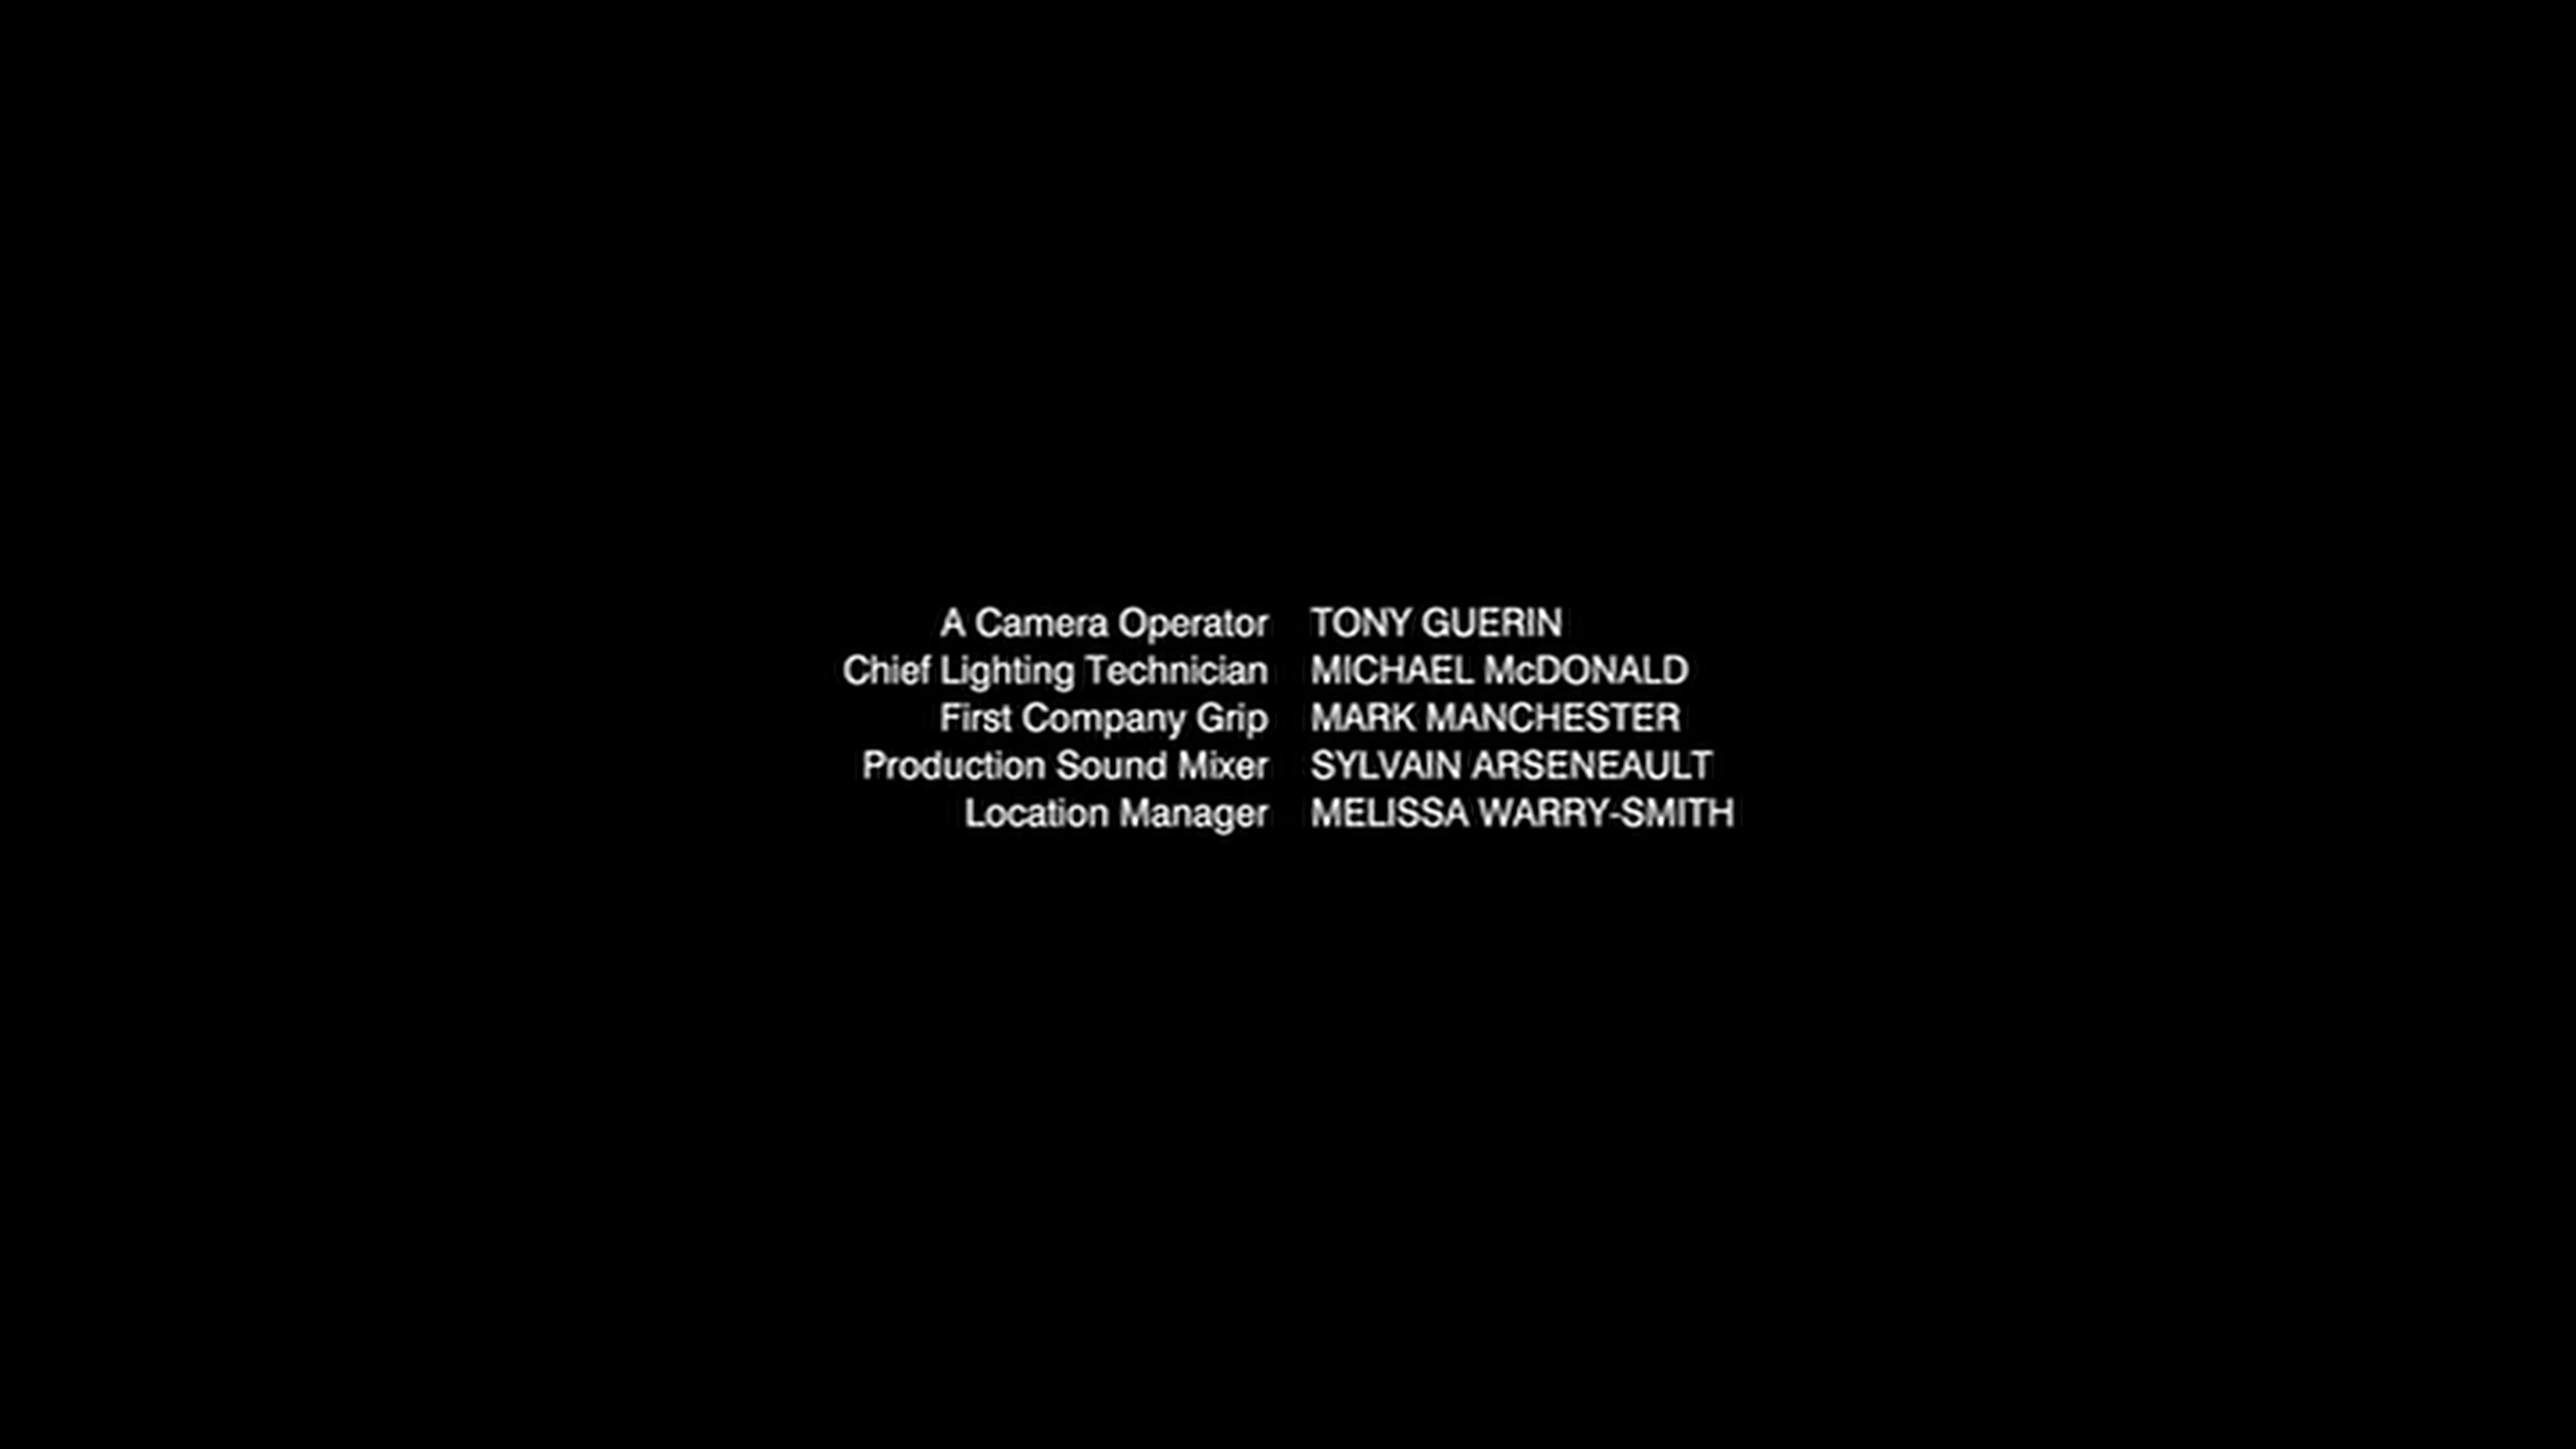 A Camera Operator TONY GUERIN
Chief Lighting Technician MICHAEL McDONALD
First Company Grip MARK MANCHESTER
Production Sound Mixer SYLVAIN ARSENEAULT
Location Manager MELISSA WARRY-SMITH